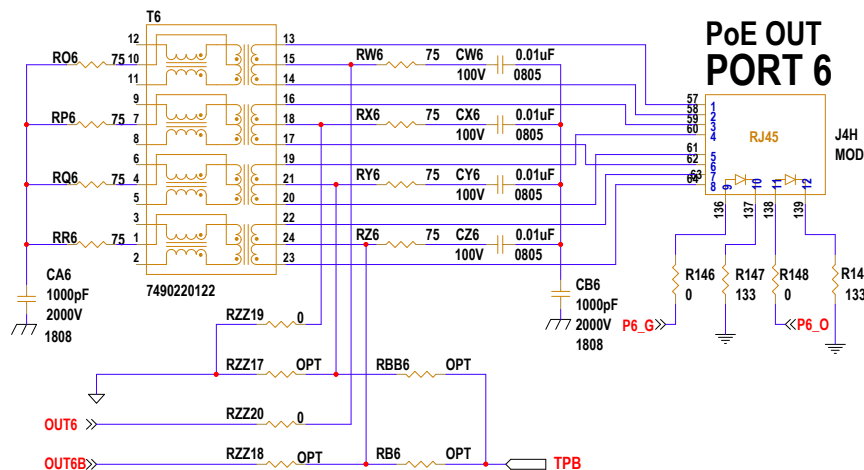 T6
12 13
RO6 75 10 15 RW6 75 CW6 0.01uF
11 14 100V 0805
9 16
RP6 75 7 18 RX6 75 CX6 0.01uF
8 17 100V 0805
6 19
RQ6 75 4 21 RY6 75 CY6 0.01uF
5 20 100V 0805
3 22
RR6 75 1 24 RZ6 75 CZ6 0.01uF
2 23 100V 0805
7490220122
CA6
1000pF
2000V
1808
CB6
1000pF
2000V
1808
PoE OUT
PORT 6
57 1
58 2
59 3
60 4
61 5
62 6
63 7
64 8
RJ45
J4H
MOD
9 10 11 12
136 137 138 139
R146
0
R147
133
R148
0
R14
133
P6_G
P6_O
RZZ19 0
RZZ17 OPT RBB6 OPT
OUT6 RZZ20 0
OUT6B RZZ18 OPT RB6 OPT TPB